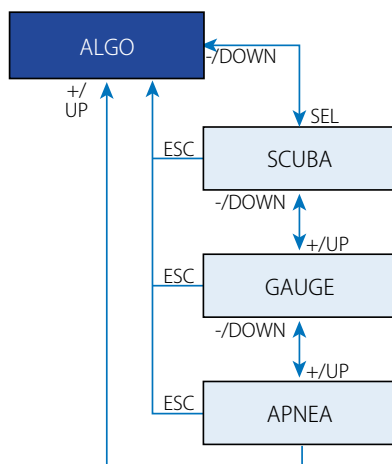 ALGO
-/DOWN
+/
UP
SEL
ESC
SCUBA
-/DOWN
+/UP
ESC
GAUGE
-/DOWN
+/UP
ESC
APNEA